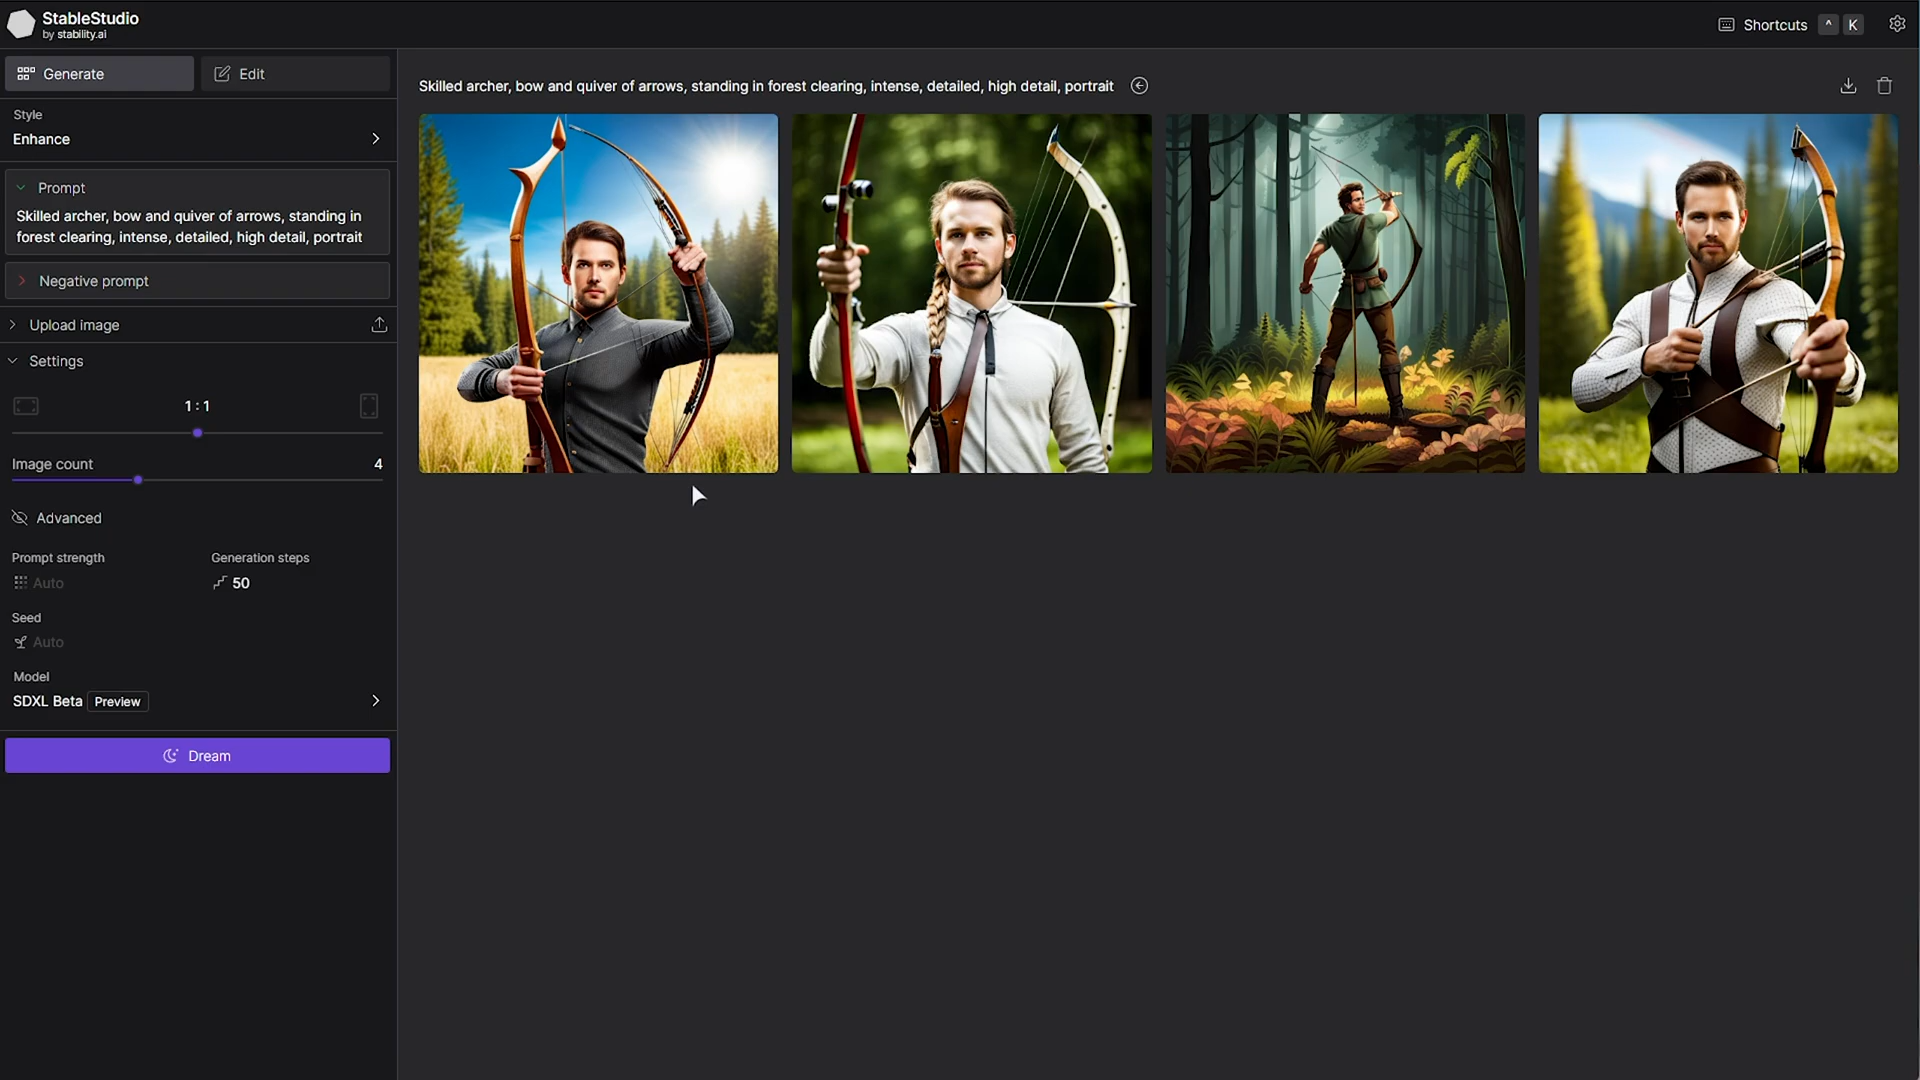 StableStudio
by stability.ai
Shortcuts ^ K
Generate
Edit
Style
Enhance
Prompt
Skilled archer, bow and quiver of arrows, standing in
forest clearing, intense, detailed, high detail, portrait
Negative prompt
Upload image
Settings
1 : 1
Image count 4
Advanced
Prompt strength
Generation steps
Auto
50
Seed
Auto
Model
SDXL Beta Preview
Dream
Skilled archer, bow and quiver of arrows, standing in forest clearing, intense, detailed, high detail, portrait